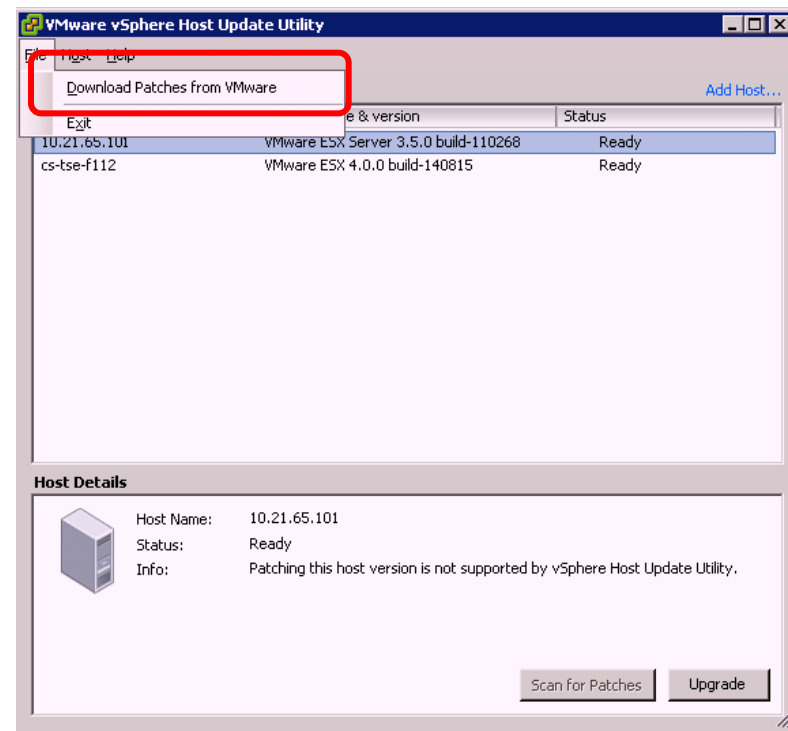 VMware vSphere Host Update Utility
File Host Help
Download Patches from VMware
Exit
Add Host...
e & version Status
10.21.65.101 VMware ESX Server 3.5.0 build-110268 Ready
cs-tse-f112 VMware ESX 4.0.0 build-140815 Ready
Host Details
Host Name: 10.21.65.101
Status: Ready
Info: Patching this host version is not supported by vSphere Host Update Utility.
Scan for Patches Upgrade